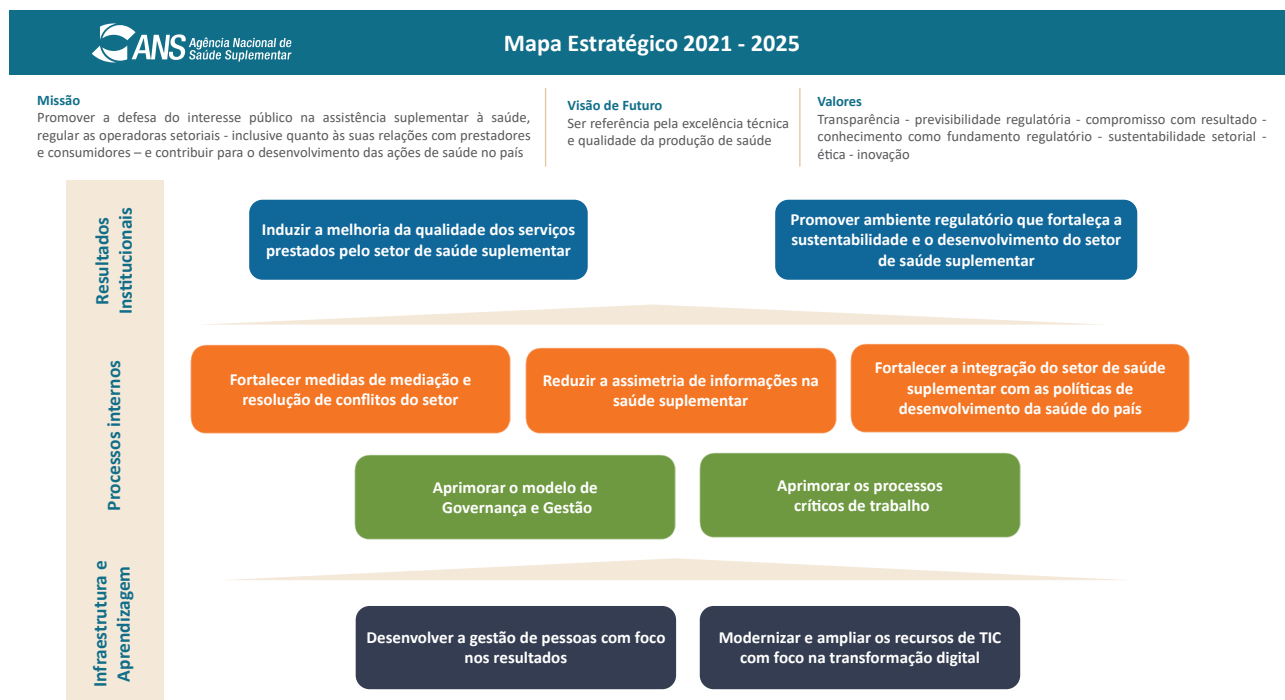 ANS Agência Nacional de
Saúde Suplementar
Mapa Estratégico 2021 - 2025
Missão
Promover a defesa do interesse público na assistência suplementar à saúde,
regular as operadoras setoriais - inclusive quanto às suas relações com prestadores
e consumidores – e contribuir para o desenvolvimento das ações de saúde no país
Visão de Futuro
Ser referência pela excelência técnica
e qualidade da produção de saúde
Valores
Transparência - previsibilidade regulatória - compromisso com resultado -
conhecimento como fundamento regulatório - sustentabilidade setorial -
ética - inovação
Resultados
Institucionais
Induzir a melhoria da qualidade dos serviços
prestados pelo setor de saúde suplementar
Promover ambiente regulatório que fortaleça a
sustentabilidade e o desenvolvimento do setor
de saúde suplementar
Processos internos
Fortalecer medidas de mediação e
resolução de conflitos do setor
Reduzir a assimetria de informações na
saúde suplementar
Fortalecer a integração do setor de saúde
suplementar com as políticas de
desenvolvimento da saúde do país
Aprimorar o modelo de
Governança e Gestão
Aprimorar os processos
críticos de trabalho
Infraestrutura e
Aprendizagem
Desenvolver a gestão de pessoas com foco
nos resultados
Modernizar e ampliar os recursos de TIC
com foco na transformação digital